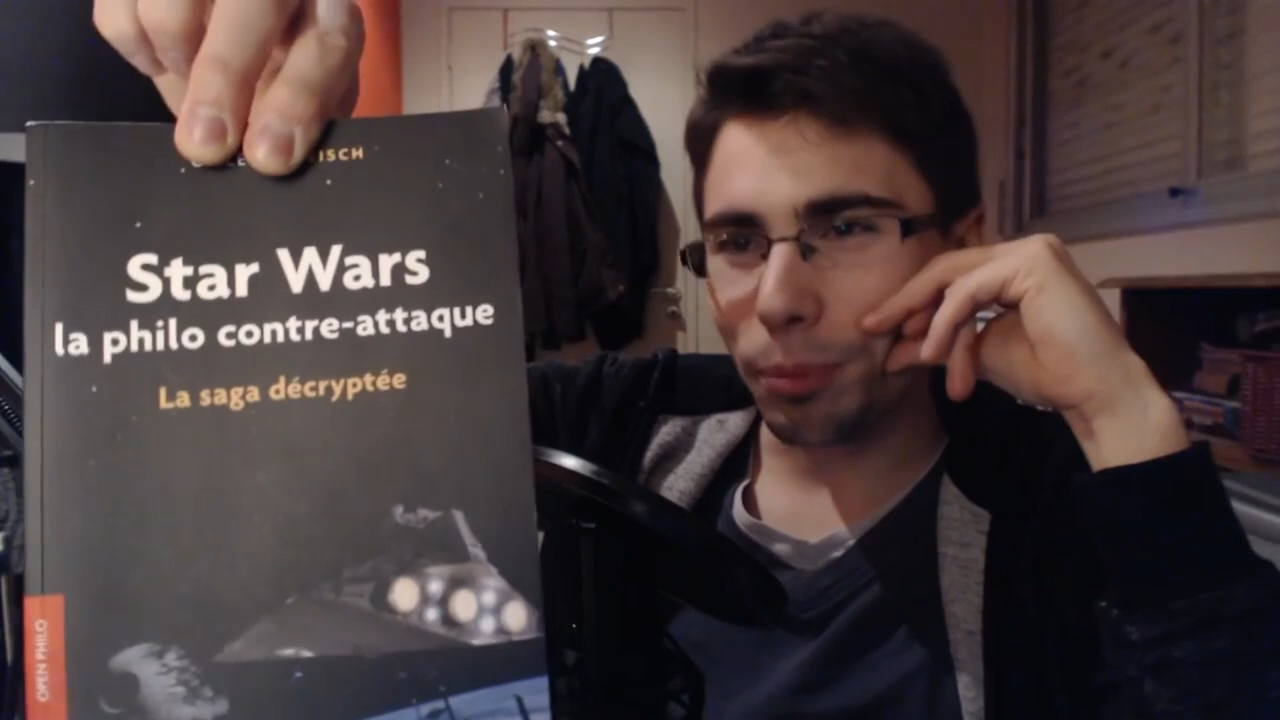 Star Wars
la philo contre-attaque
La saga décryptée
OPEN PHILO